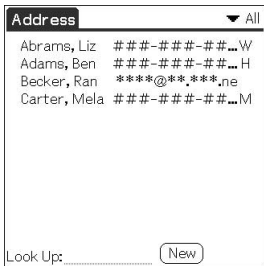 Address All
Abrams, Liz ###-###-##...W
Adams, Ben ###-###-##...H
Becker, Ran ****@**.***.ne
Carter, Mela ###-###-##...M
Look Up: New